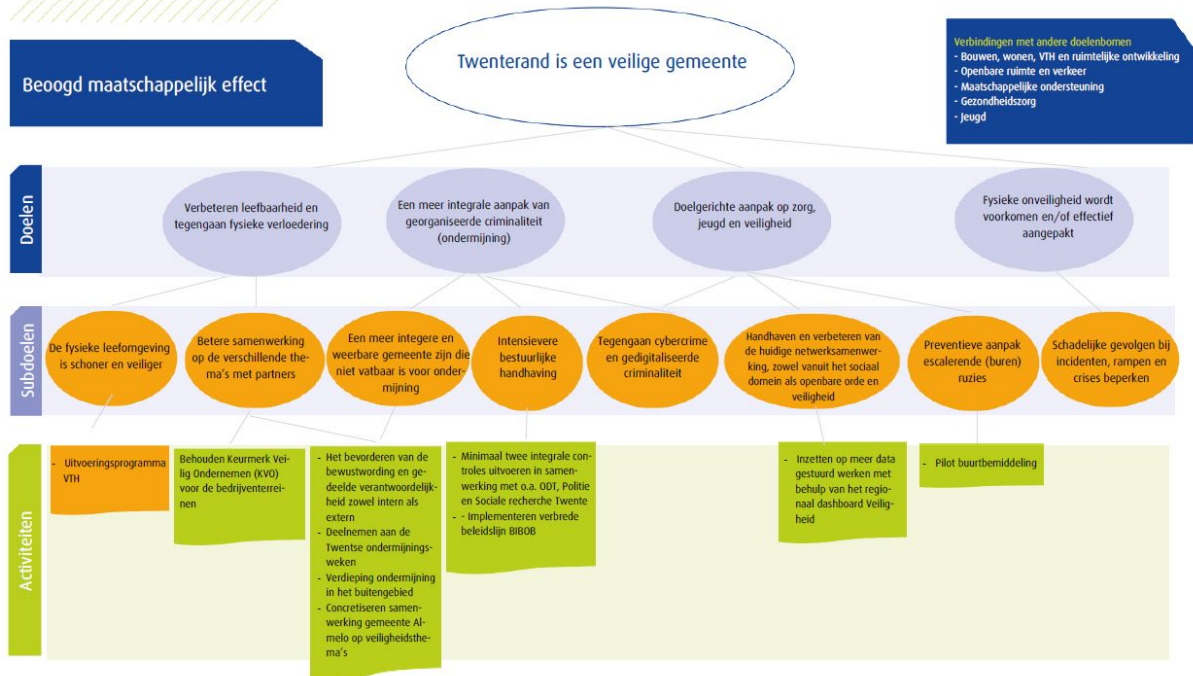 Beoogd maatschappelijk effect
Twenterand is een veilige gemeente
Verbindingen met andere doelenbomen
- Bouwen, wonen, VTH en ruimtelijke ontwikkeling
- Openbare ruimte en verkeer
- Maatschappelijke ondersteuning
- Gezondheidszorg
- Jeugd
Doelen
Verbeteren leefbaarheid en
tegengaan fysieke verloedering
Een meer integrale aanpak van
georganiseerde criminaliteit
(ondermijning)
Doelgerichte aanpak op zorg,
jeugd en veiligheid
Fysieke onveiligheid wordt
voorkomen en/of effectief
aangepakt
Subdoelen
De fysieke leefomgeving
is schoner en veiliger
Betere samenwerking
op de verschillende the-
ma's met partners
Een meer integere en
weerbare gemeente zijn die
niet vatbaar is voor onder-
mijning
Intensievere
bestuurlijke
handhaving
Tegengaan cybercrime
en gedigitaliseerde
criminaliteit
Handhaven en verbeteren van
de huidige netwerksamenwer-
king, zowel vanuit het sociaal
domein als openbare orde en
veiligheid
Preventieve aanpak
escalerende (buren)
ruzies
Schadelijke gevolgen bij
incidenten, rampen en
crises beperken
Activiteiten
- Uitvoeringsprogramma
VTH
Behouden Keurmerk Vei-
lig Ondernemen (KVO)
voor de bedrijventerrei-
nen
- Het bevorderen van de
bewustwording en ge-
deelde verantwoordelijk-
heid zowel intern als
extern
- Deelnemen aan de
Twentse ondermijnings-
weken
- Verdieping ondermijning
in het buitengebied
- Concretiseren samen-
werking gemeente Al-
melo op veiligheidsthe-
ma's
- Minimaal twee integrale con-
troles uitvoeren in samen-
werking met o.a. ODT, Politie
en Sociale recherche Twente
- - Implementeren verbrede
beleidslijn BIBOB
- Inzetten op meer data
gestuurd werken met
behulp van het regio-
naal dashboard Veilig-
heid
- Pilot buurtbemiddeling